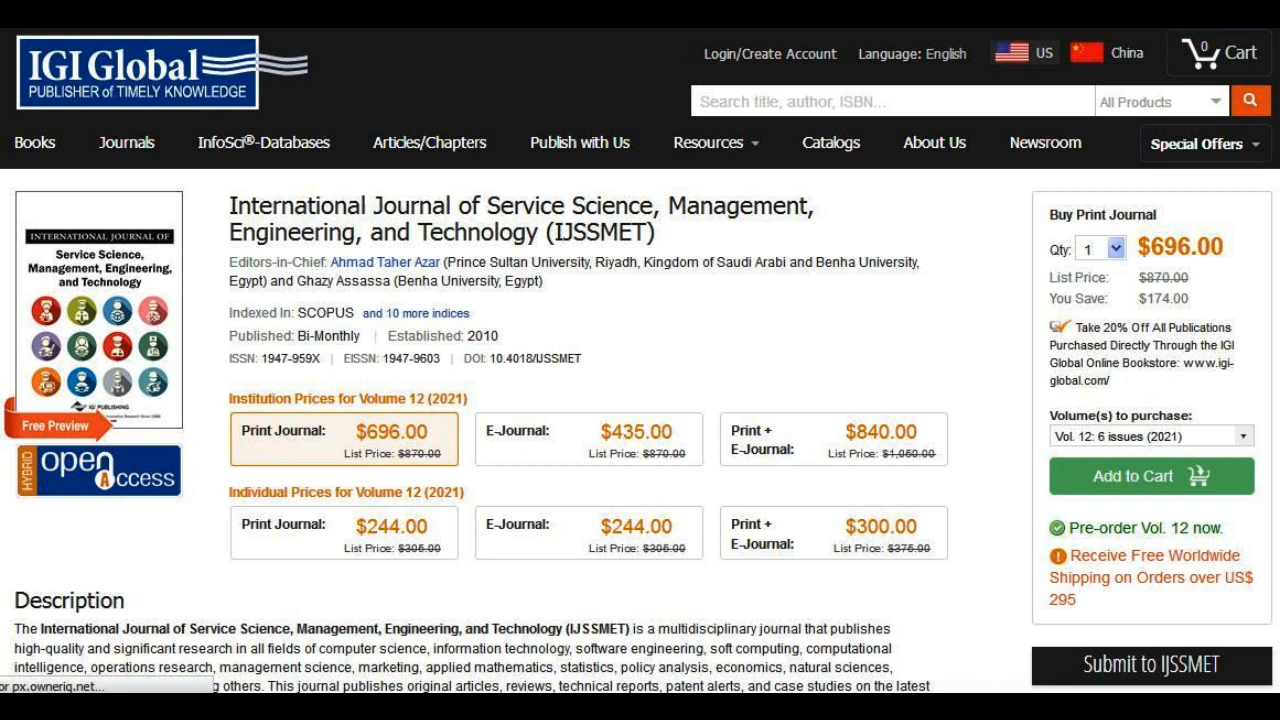 IGI Global
PUBLISHER of TIMELY KNOWLEDGE
Login/Create Account
Language: English
US
China
0
Cart
Search title, author, ISBN...
All Products
Books
Journals
InfoSci®-Databases
Articles/Chapters
Publish with Us
Resources
Catalogs
About Us
Newsroom
Special Offers
INTERNATIONAL JOURNAL OF
Service Science,
Management, Engineering,
and Technology
IGI PUBLISHING
Free Preview
HYBRID
open
Access
International Journal of Service Science, Management,
Engineering, and Technology (IJSSMET)
Editors-in-Chief: Ahmad Taher Azar (Prince Sultan University, Riyadh, Kingdom of Saudi Arabi and Benha University,
Egypt) and Ghazy Assassa (Benha University, Egypt)
Indexed In: SCOPUS and 10 more indices
Published: Bi-Monthly | Established: 2010
ISSN: 1947-959X | EISSN: 1947-9603 | DOI: 10.4018/IJSSMET
Institution Prices for Volume 12 (2021)
Print Journal: $696.00
List Price: $870.00
E-Journal: $435.00
List Price: $870.00
Print +
E-Journal:
$840.00
List Price: $1,050.00
Individual Prices for Volume 12 (2021)
Print Journal: $244.00
List Price: $305.00
E-Journal: $244.00
List Price: $305.00
Print +
E-Journal:
$300.00
List Price: $375.00
Buy Print Journal
Qty: 1 $696.00
List Price: $870.00
You Save: $174.00
Take 20% Off All Publications
Purchased Directly Through the IGI
Global Online Bookstore: www.igi-
global.com/
Volume(s) to purchase:
Vol. 12: 6 issues (2021)
Add to Cart
Pre-order Vol. 12 now.
Receive Free Worldwide
Shipping on Orders over US$
295
Submit to IJSSMET
Description
The International Journal of Service Science, Management, Engineering, and Technology (IJSSMET) is a multidisciplinary journal that publishes
high-quality and significant research in all fields of computer science, information technology, software engineering, soft computing, computational
intelligence, operations research, management science, marketing, applied mathematics, statistics, policy analysis, economics, natural sciences,
or px.owneriq.net...
g others. This journal publishes original articles, reviews, technical reports, patent alerts, and case studies on the latest